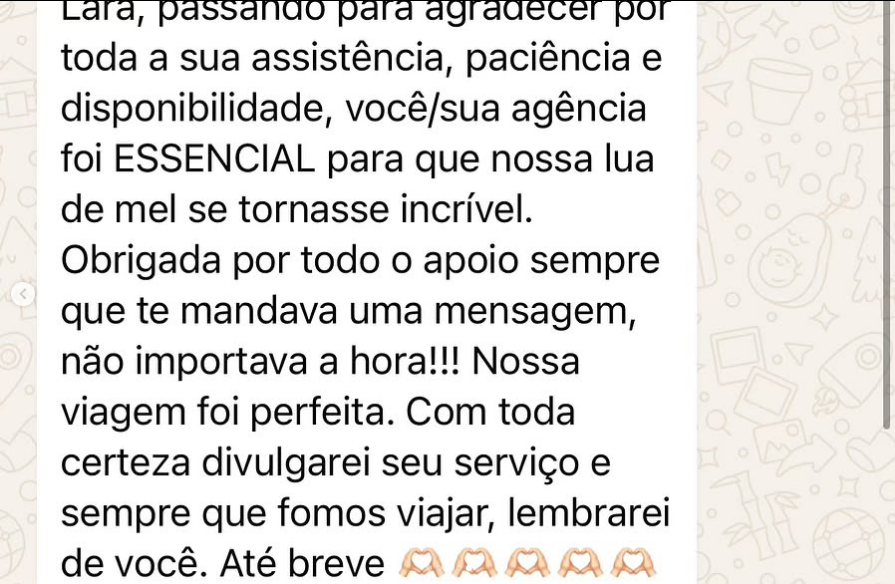 Lara, passando para agradecer por
toda a sua assistência, paciência e
disponibilidade, você/sua agência
foi ESSENCIAL para que nossa lua
de mel se tornasse incrível.
Obrigada por todo o apoio sempre
que te mandava uma mensagem,
não importava a hora!!! Nossa
viagem foi perfeita. Com toda
certeza divulgarei seu serviço e
sempre que fomos viajar, lembrarei
de você. Até breve 🫶🏻🫶🏻🫶🏻🫶🏻🫶🏻